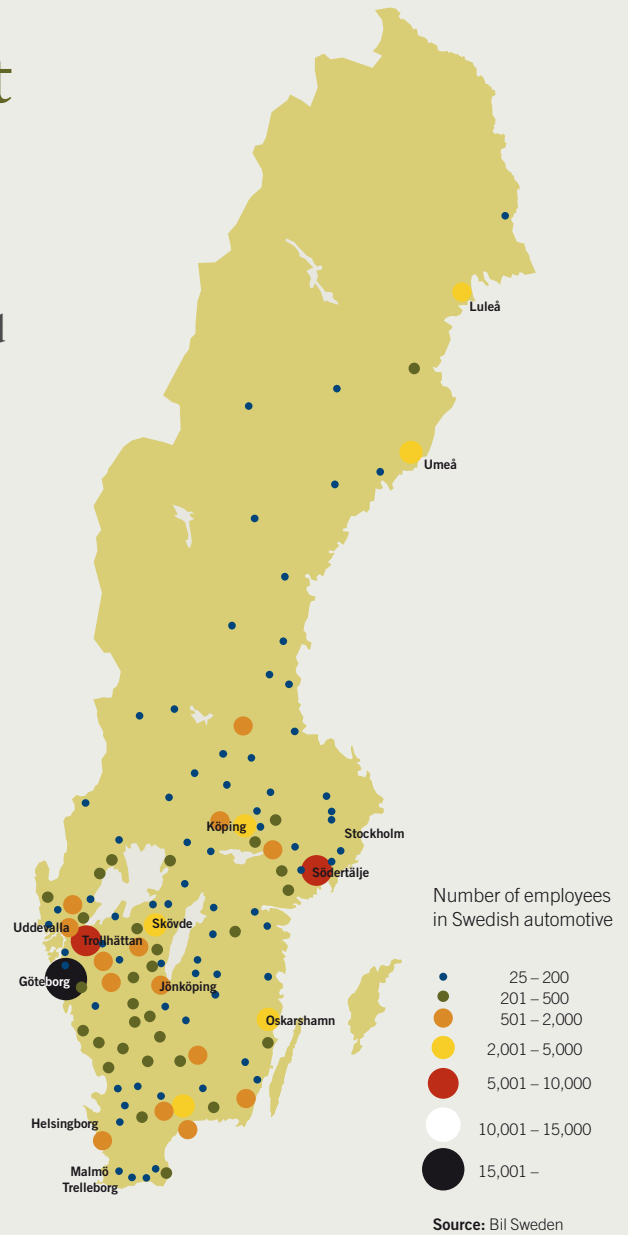 t
d
Luleå
Umeå
Köping
Stockholm
Södertälje
Uddevalla
Skövde
Trollhättan
Göteborg
Jönköping
Oskarshamn
Helsingborg
Malmö
Trelleborg
Number of employees
in Swedish automotive
25 – 200
201 – 500
501 – 2,000
2,001 – 5,000
5,001 – 10,000
10,001 – 15,000
15,001 –
Source: Bil Sweden